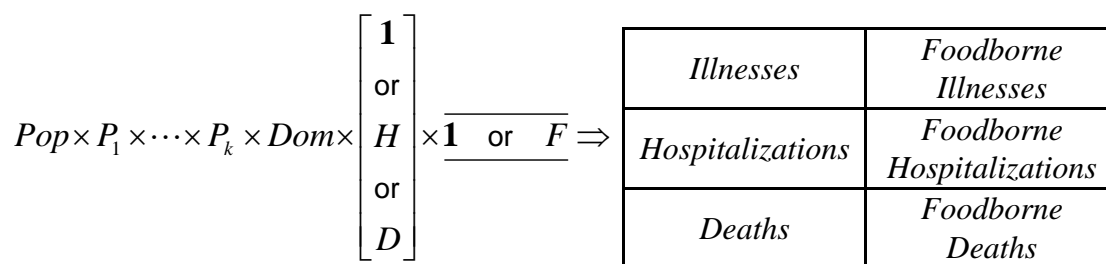 Pop × P₁ × ⋯ × Pₖ × Dom × [1 or H or D] × 1 or F ⇒
Illnesses Foodborne Illnesses
Hospitalizations Foodborne Hospitalizations
Deaths Foodborne Deaths